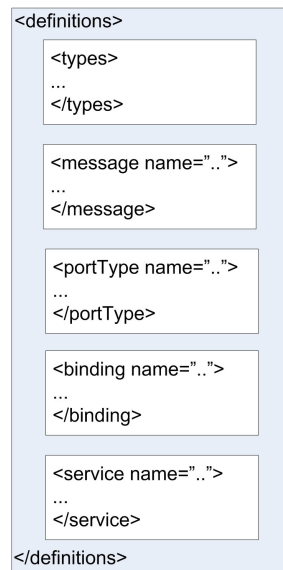 <definitions>
<types>
...
</types>
<message name="..”>
...
</message>
<portType name="..”>
...
</portType>
<binding name="..”>
...
</binding>
<service name="..”>
...
</service>
</definitions>